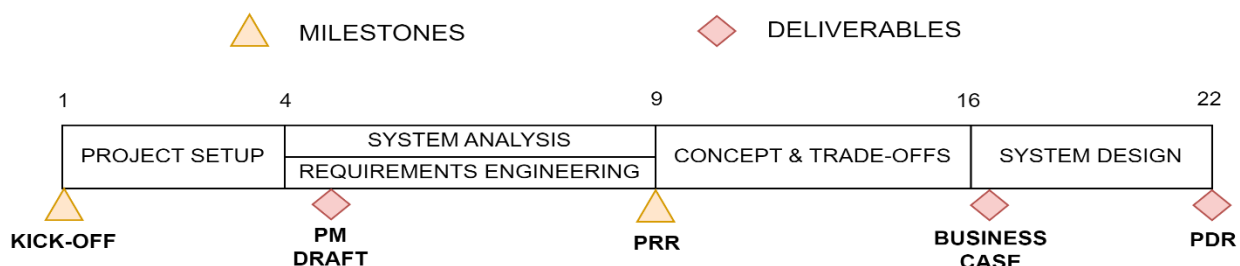 MILESTONES
DELIVERABLES
1
4
9
16
22
PROJECT SETUP
SYSTEM ANALYSIS
REQUIREMENTS ENGINEERING
CONCEPT & TRADE-OFFS
SYSTEM DESIGN
KICK-OFF
PM
DRAFT
PRR
BUSINESS
CASE
PDR